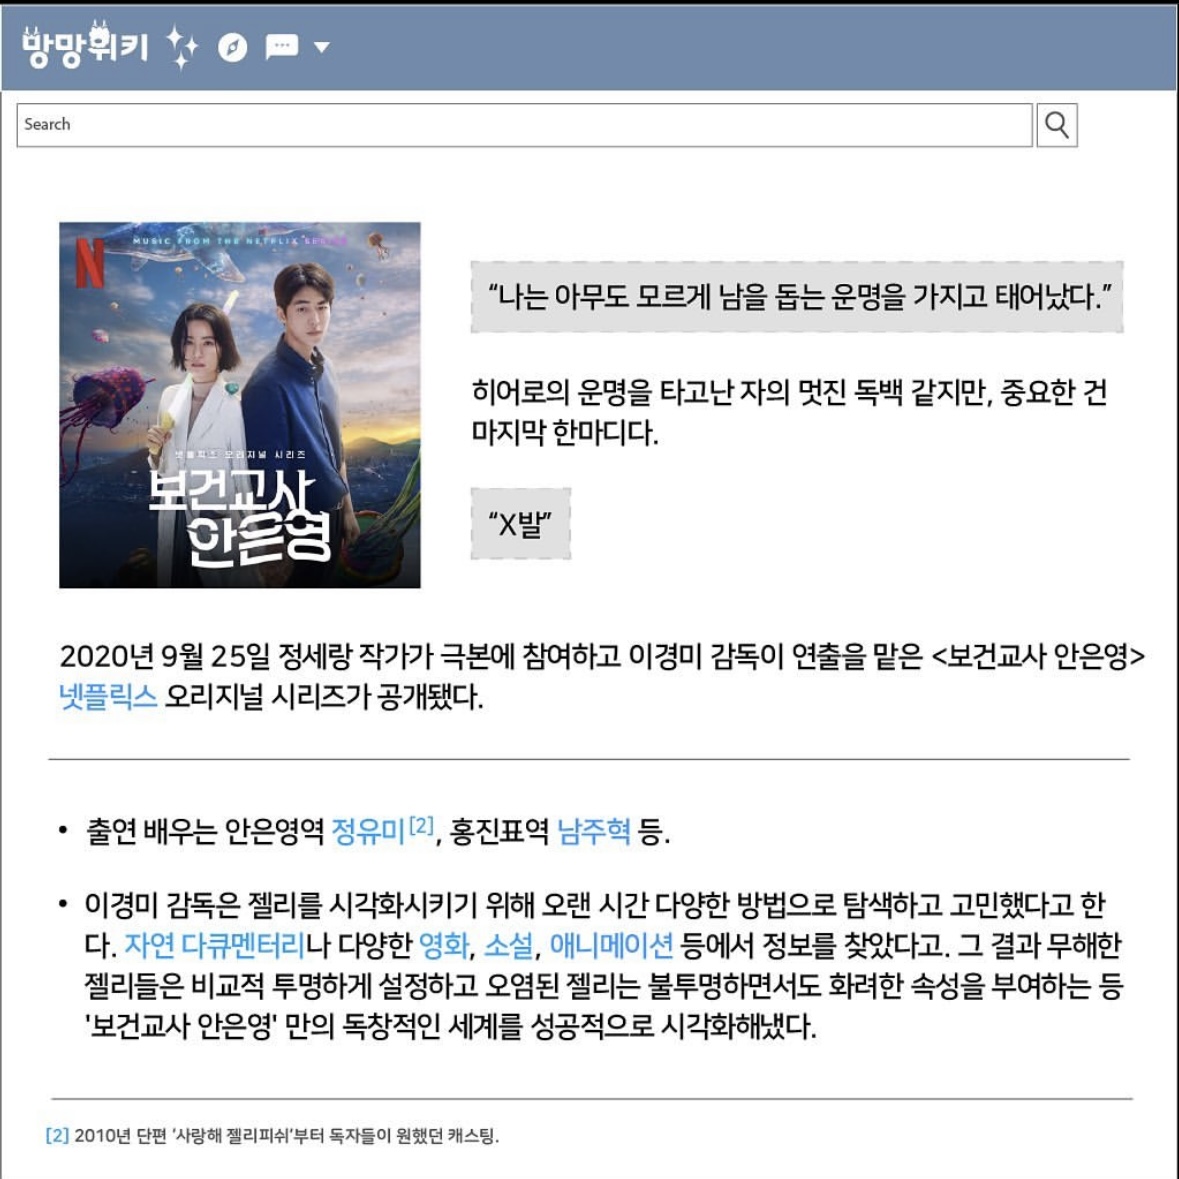 망망위키
Search
MUSIC FROM THE NETFLIX SERIES
N
“나는 아무도 모르게 남을 돕는 운명을 가지고 태어났다.”
히어로의 운명을 타고난 자의 멋진 독백 같지만, 중요한 건
마지막 한마디다.
“X발”
넷플릭스 오리지널 시리즈
보건교사
안은영
2020년 9월 25일 정세랑 작가가 극본에 참여하고 이경미 감독이 연출을 맡은 <보건교사 안은영>
넷플릭스 오리지널 시리즈가 공개됐다.
• 출연 배우는 안은영역 정유미[2], 홍진표역 남주혁 등.
• 이경미 감독은 젤리를 시각화시키기 위해 오랜 시간 다양한 방법으로 탐색하고 고민했다고 한
다. 자연 다큐멘터리나 다양한 영화, 소설, 애니메이션 등에서 정보를 찾았다고. 그 결과 무해한
젤리들은 비교적 투명하게 설정하고 오염된 젤리는 불투명하면서도 화려한 속성을 부여하는 등
'보건교사 안은영' 만의 독창적인 세계를 성공적으로 시각화해냈다.
[2] 2010년 단편 ‘사랑해 젤리피쉬’부터 독자들이 원했던 캐스팅.